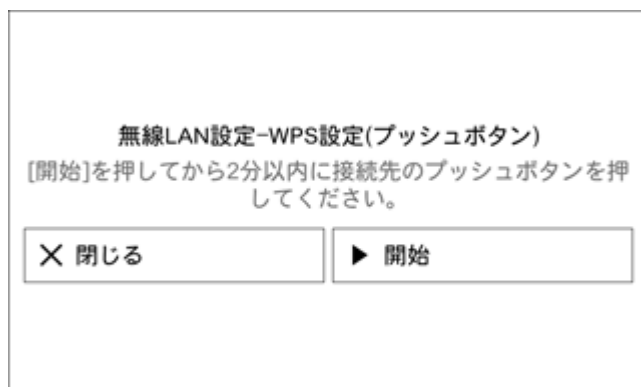 無線LAN設定-WPS設定(プッシュボタン)
[開始]を押してから2分以内に接続先のプッシュボタンを押
してください。
× 閉じる
▶ 開始